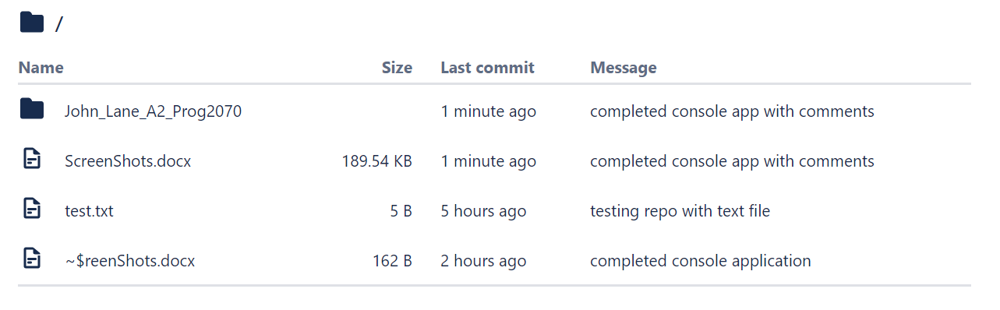 /
Name Size Last commit Message
John_Lane_A2_Prog2070 1 minute ago completed console app with comments
ScreenShots.docx 189.54 KB 1 minute ago completed console app with comments
test.txt 5 B 5 hours ago testing repo with text file
~$reenShots.docx 162 B 2 hours ago completed console application